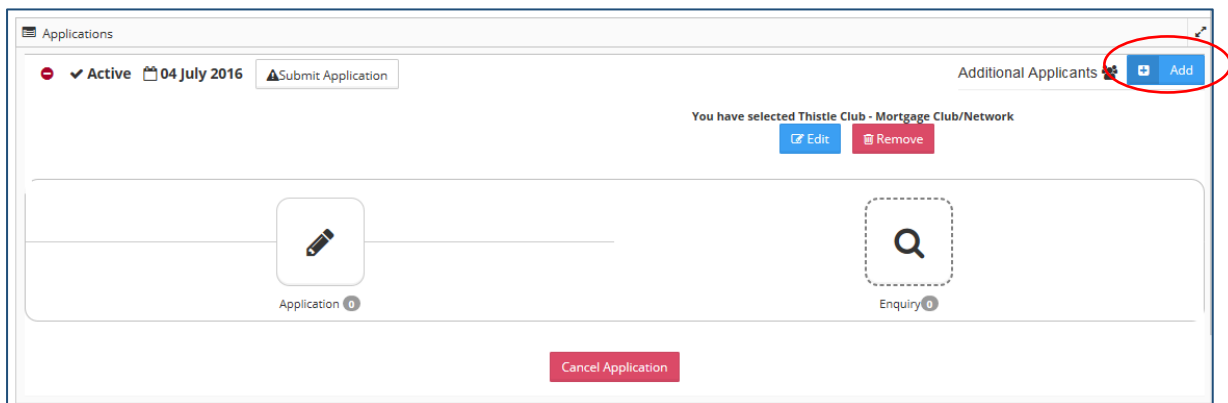 Applications
Active 04 July 2016 Submit Application Additional Applicants Add
You have selected Thistle Club - Mortgage Club/Network
Edit Remove
Application 0 Enquiry 0
Cancel Application